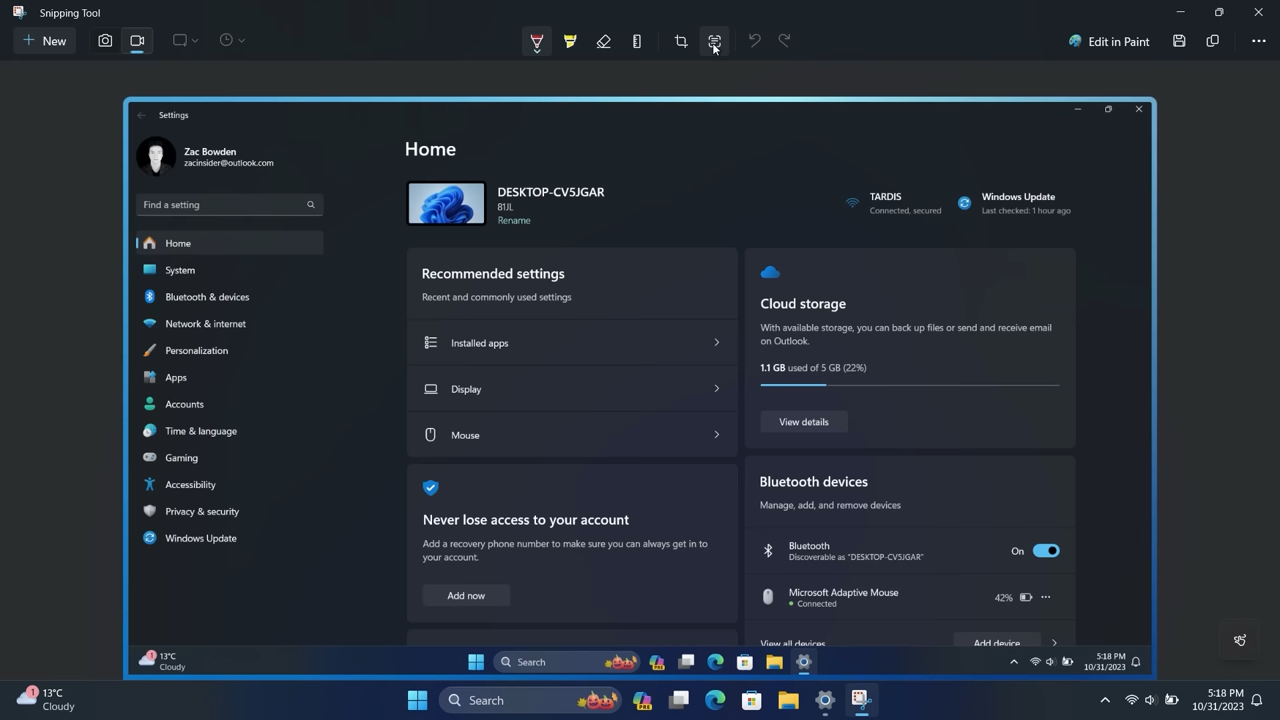 Snipping Tool
New
Edit in Paint
Settings
Zac Bowden
zacinsider@outlook.com
Find a setting
Home
System
Bluetooth & devices
Network & internet
Personalization
Apps
Accounts
Time & language
Gaming
Accessibility
Privacy & security
Windows Update
Home
DESKTOP-CV5JGAR
81JL
Rename
TARDIS
Connected, secured
Windows Update
Last checked: 1 hour ago
Recommended settings
Recent and commonly used settings
Installed apps
Display
Mouse
Never lose access to your account
Add a recovery phone number to make sure you can always get in to
your account.
Add now
Cloud storage
With available storage, you can back up files or send and receive email
on Outlook.
1.1 GB used of 5 GB (22%)
View details
Bluetooth devices
Manage, add, and remove devices
Bluetooth
Discoverable as "DESKTOP-CV5JGAR"
On
Microsoft Adaptive Mouse
Connected
42%
View all devices
Add device
1
13°C
Cloudy
Search
PRE
5:18 PM
10/31/2023
1
13°C
Cloudy
Search
PRE
5:18 PM
10/31/2023